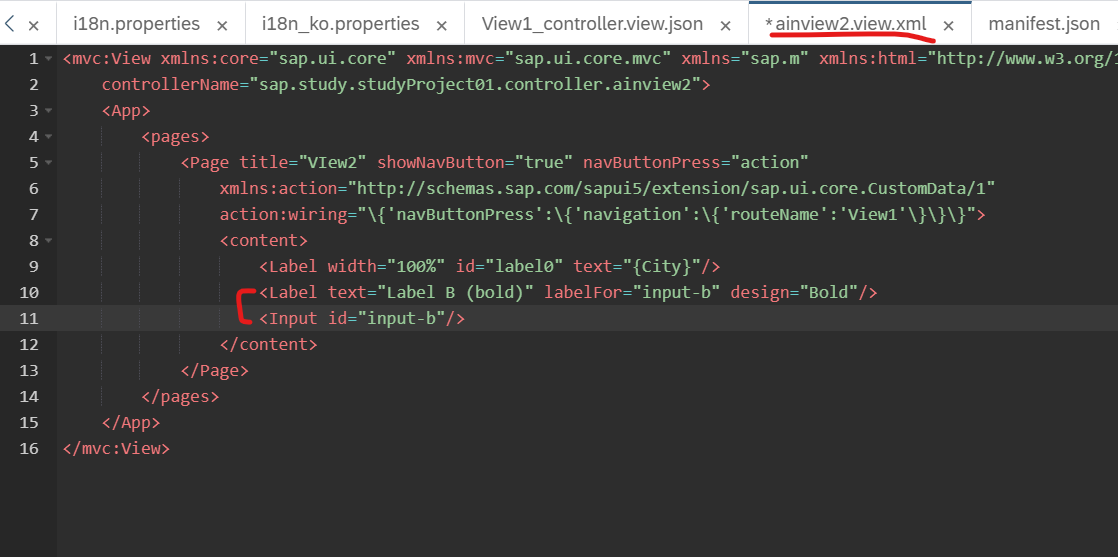 i18n.properties × i18n_ko.properties × View1_controller.view.json × *ainview2.view.xml × manifest.json
1 <mvc:View xmlns:core="sap.ui.core" xmlns:mvc="sap.ui.core.mvc" xmlns="sap.m" xmlns:html="http://www.w3.org/
2 controllerName="sap.study.studyProject01.controller.ainview2">
3 <App>
4 <pages>
5 <Page title="VIew2" showNavButton="true" navButtonPress="action"
6 xmlns:action="http://schemas.sap.com/sapui5/extension/sap.ui.core.CustomData/1"
7 action:wiring="\{'navButtonPress':\{'navigation':\{'routeName':'View1'\}\}\}">
8 <content>
9 <Label width="100%" id="label0" text="{City}"/>
10 <Label text="Label B (bold)" labelFor="input-b" design="Bold"/>
11 <Input id="input-b"/>
12 </content>
13 </Page>
14 </pages>
15 </App>
16 </mvc:View>